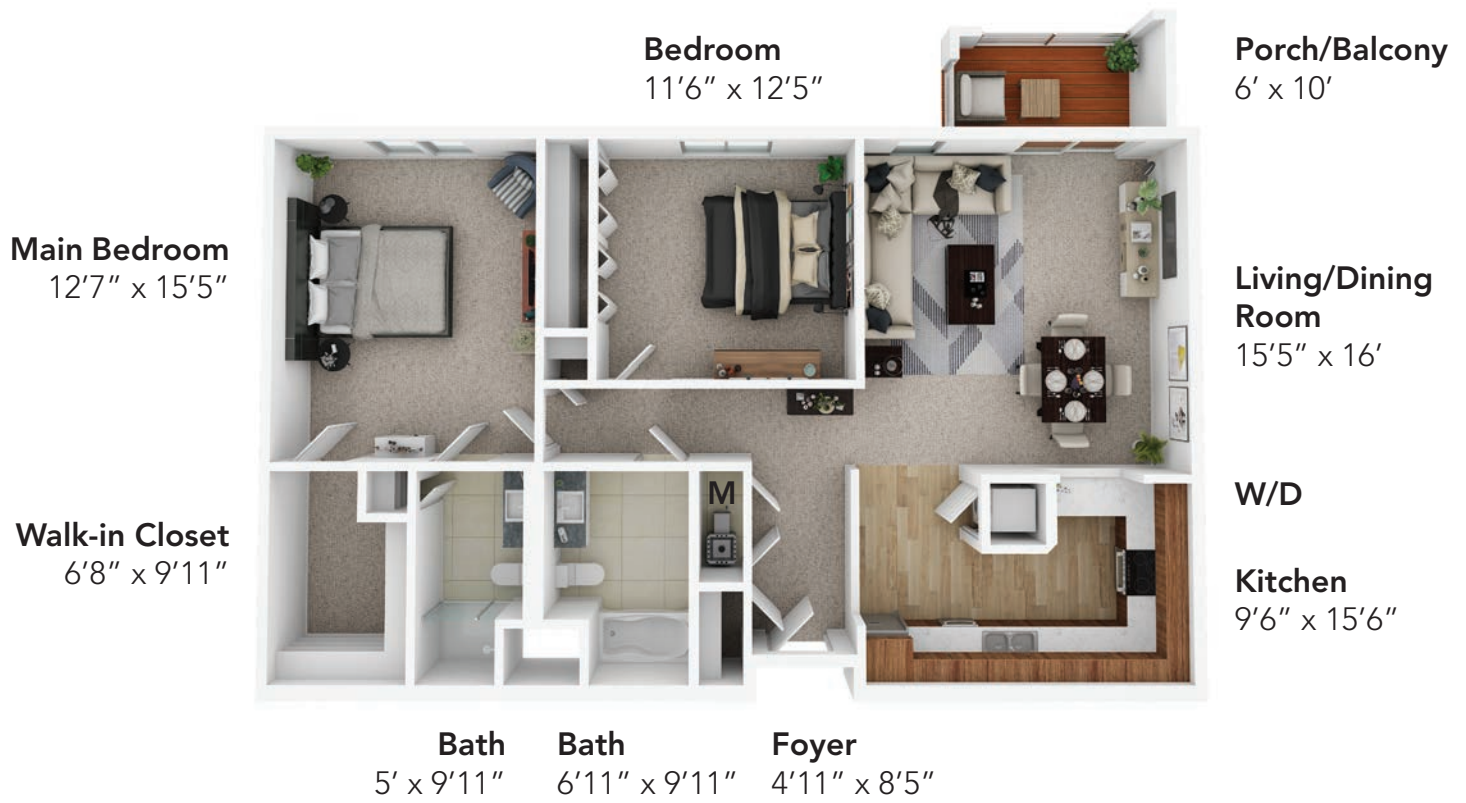 Bedroom
11’6” x 12’5”
Porch/Balcony
6’ x 10’
Main Bedroom
12’7” x 15’5”
Living/Dining
Room
15’5” x 16’
M
W/D
Walk-in Closet
6’8” x 9’11”
Kitchen
9’6” x 15’6”
Bath
5’ x 9’11”
Bath
6’11” x 9’11”
Foyer
4’11” x 8’5”